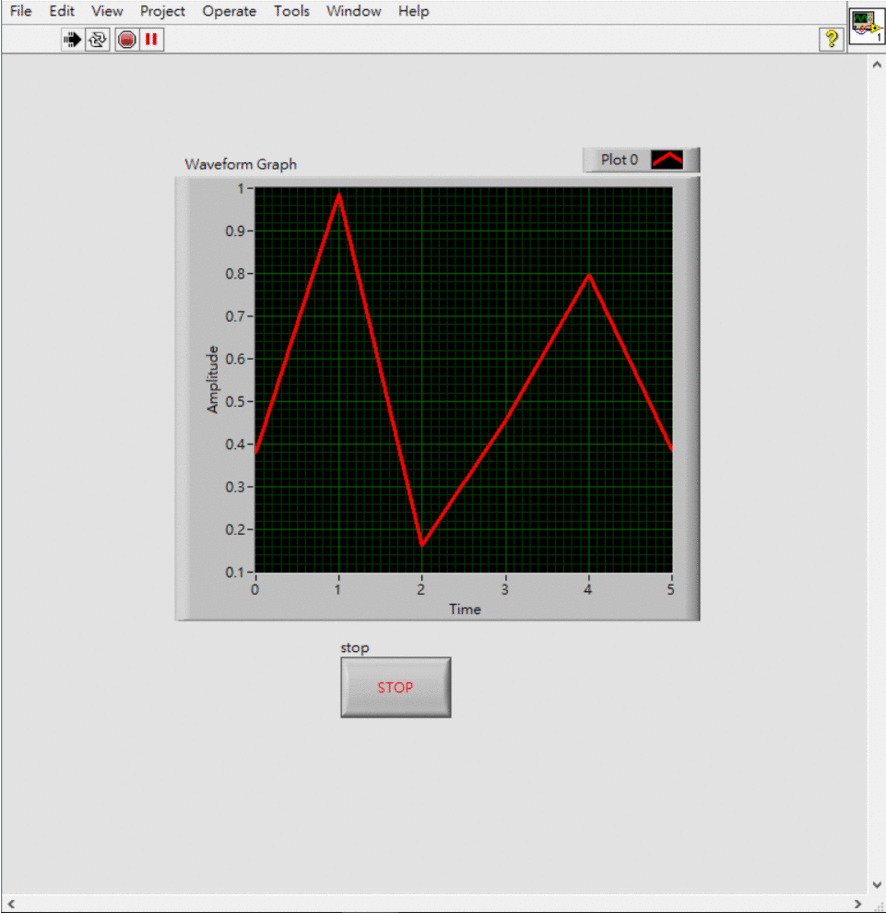 File Edit View Project Operate Tools Window Help
? 1
Waveform Graph
Plot 0
1
0.9
0.8
0.7
0.6
0.5
0.4
0.3
0.2
0.1
Amplitude
0 1 2 3 4 5
Time
stop
STOP